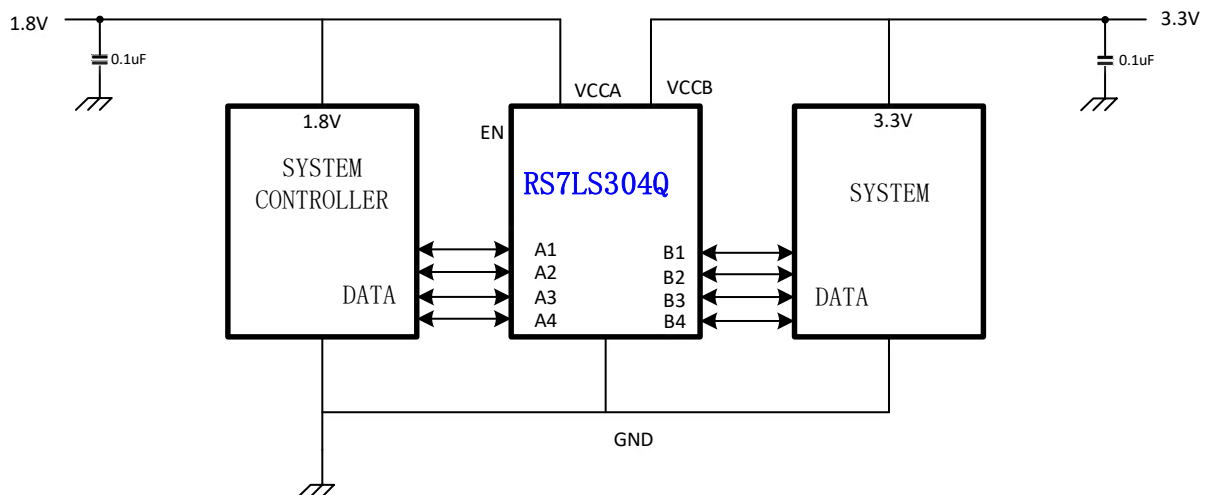 1.8V
3.3V
0.1uF
0.1uF
VCCA
VCCB
EN
1.8V
3.3V
SYSTEM
CONTROLLER
RS7LS304Q
SYSTEM
A1
A2
A3
A4
B1
B2
B3
B4
DATA
DATA
GND